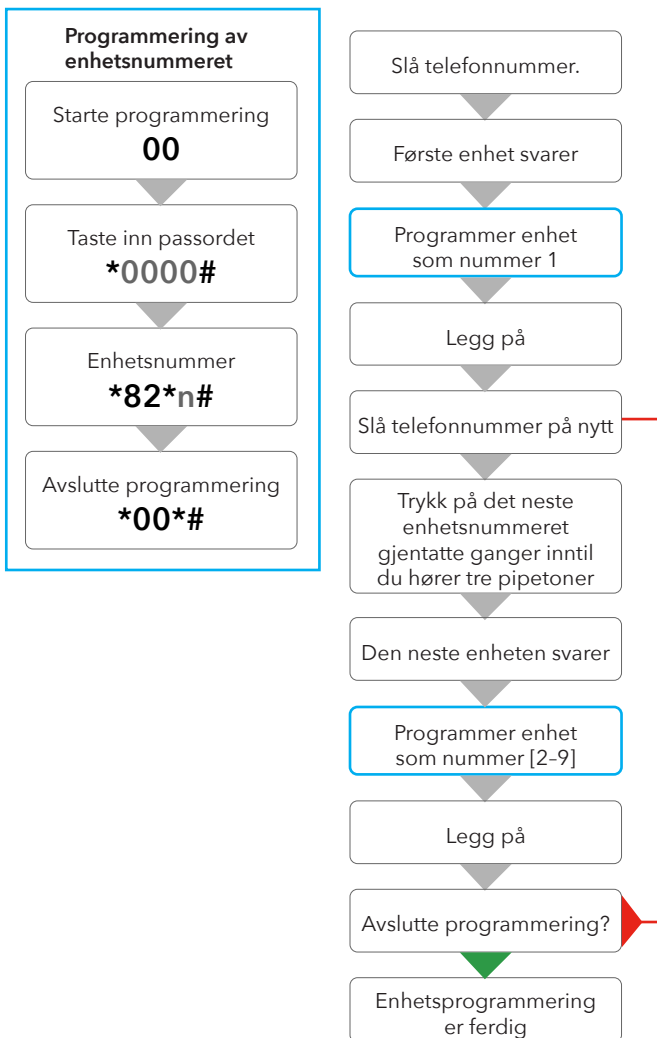 Programmering av
enhetsnummeret
Starte programmering
00
Taste inn passordet
*0000#
Enhetsnummer
*82*n#
Avslutte programmering
*00*#
Slå telefonnummer.
Første enhet svarer
Programmer enhet
som nummer 1
Legg på
Slå telefonnummer på nytt
Trykk på det neste
enhetsnummeret
gjentatte ganger inntil
du hører tre pipetoner
Den neste enheten svarer
Programmer enhet
som nummer [2–9]
Legg på
Avslutte programmering?
Enhetsprogrammering
er ferdig